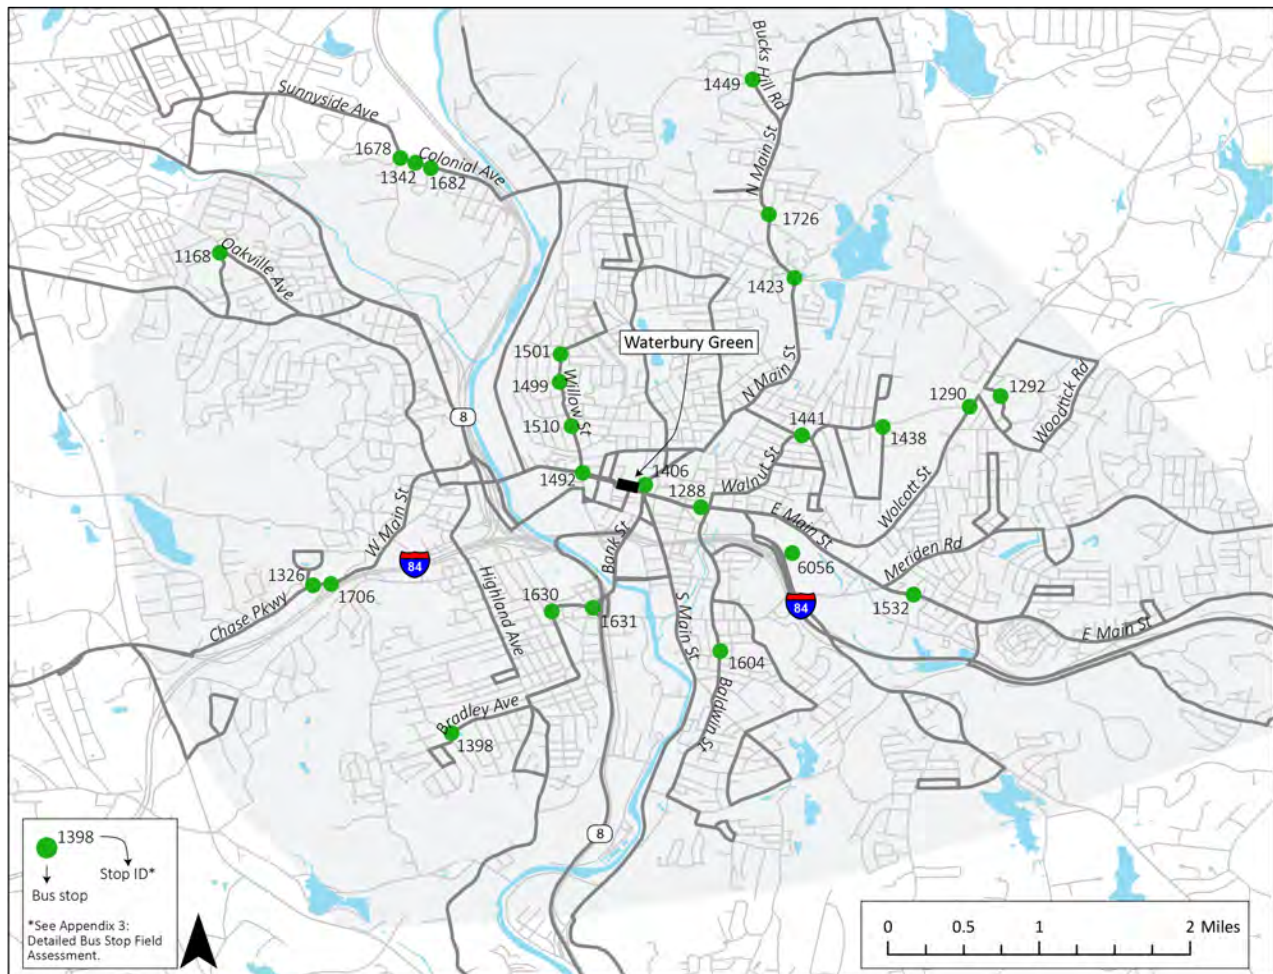 Bucks Hill Rd
1449
Sunnyside Ave
N Main St
1678
Colonial Ave
1342
1682
1726
1168
Oakville Ave
1423
Waterbury Green
1501
N Main St
1499
Willow St
1290
1292
Woodtick Rd
8
1510
1441
1438
1492
1406
Walnut St
1288
Wolcott St
W Main St
E Main St
Bank St
Meriden Rd
84
6056
1326
Highland Ave
1706
1630
1631
84
1532
Chase Pkwy
S Main St
E Main St
1604
Baldwin St
Bradley Ave
1398
8
1398
Stop ID*
Bus stop
*See Appendix 3:
Detailed Bus Stop Field
Assessment.
0 0.5 1 2 Miles